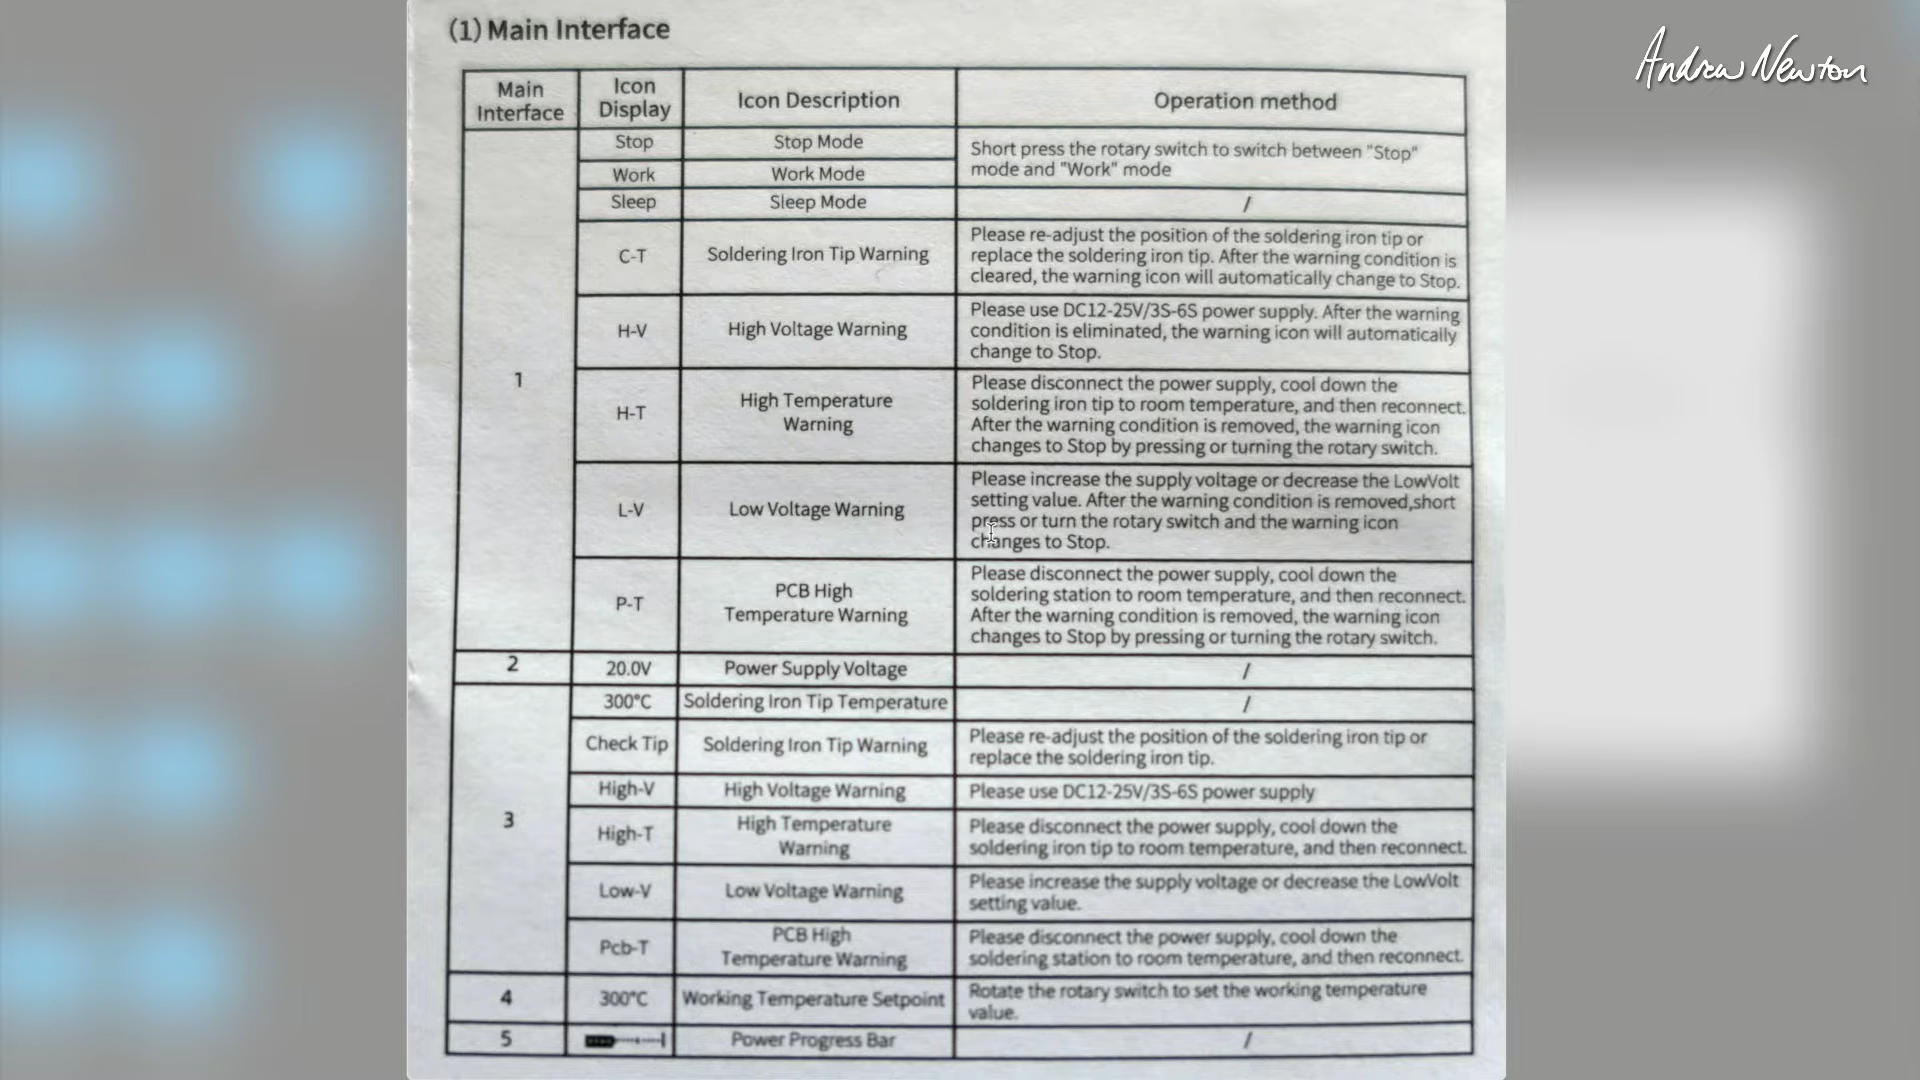 Andrew Newton
(1) Main Interface
Main
Interface
Icon
Display
Icon Description
Operation method
1
Stop
Stop Mode
Short press the rotary switch to switch between "Stop"
mode and "Work" mode
Work
Work Mode
Sleep
Sleep Mode
/
C-T
Soldering Iron Tip Warning
Please re-adjust the position of the soldering iron tip or
replace the soldering iron tip. After the warning condition is
cleared, the warning icon will automatically change to Stop.
H-V
High Voltage Warning
Please use DC12-25V/3S-6S power supply. After the warning
condition is eliminated, the warning icon will automatically
change to Stop.
H-T
High Temperature
Warning
Please disconnect the power supply, cool down the
soldering iron tip to room temperature, and then reconnect.
After the warning condition is removed, the warning icon
changes to Stop by pressing or turning the rotary switch.
L-V
Low Voltage Warning
Please increase the supply voltage or decrease the LowVolt
setting value. After the warning condition is removed,short
press or turn the rotary switch and the warning icon
changes to Stop.
P-T
PCB High
Temperature Warning
Please disconnect the power supply, cool down the
soldering station to room temperature, and then reconnect.
After the warning condition is removed, the warning icon
changes to Stop by pressing or turning the rotary switch.
2
20.0V
Power Supply Voltage
/
3
300°C
Soldering Iron Tip Temperature
/
Check Tip
Soldering Iron Tip Warning
Please re-adjust the position of the soldering iron tip or
replace the soldering iron tip.
High-V
High Voltage Warning
Please use DC12-25V/3S-6S power supply
High-T
High Temperature
Warning
Please disconnect the power supply, cool down the
soldering iron tip to room temperature, and then reconnect.
Low-V
Low Voltage Warning
Please increase the supply voltage or decrease the LowVolt
setting value.
Pcb-T
PCB High
Temperature Warning
Please disconnect the power supply, cool down the
soldering station to room temperature, and then reconnect.
4
300°C
Working Temperature Setpoint
Rotate the rotary switch to set the working temperature
value.
5
Power Progress Bar
/